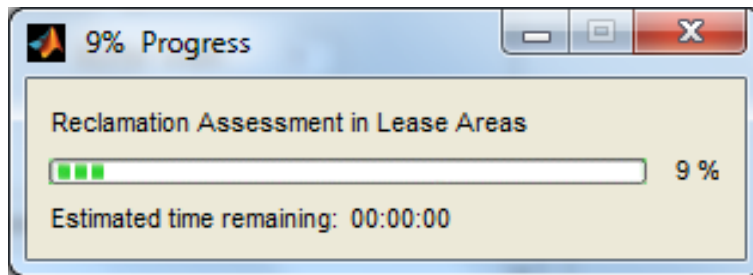 9% Progress
Reclamation Assessment in Lease Areas
9 %
Estimated time remaining: 00:00:00